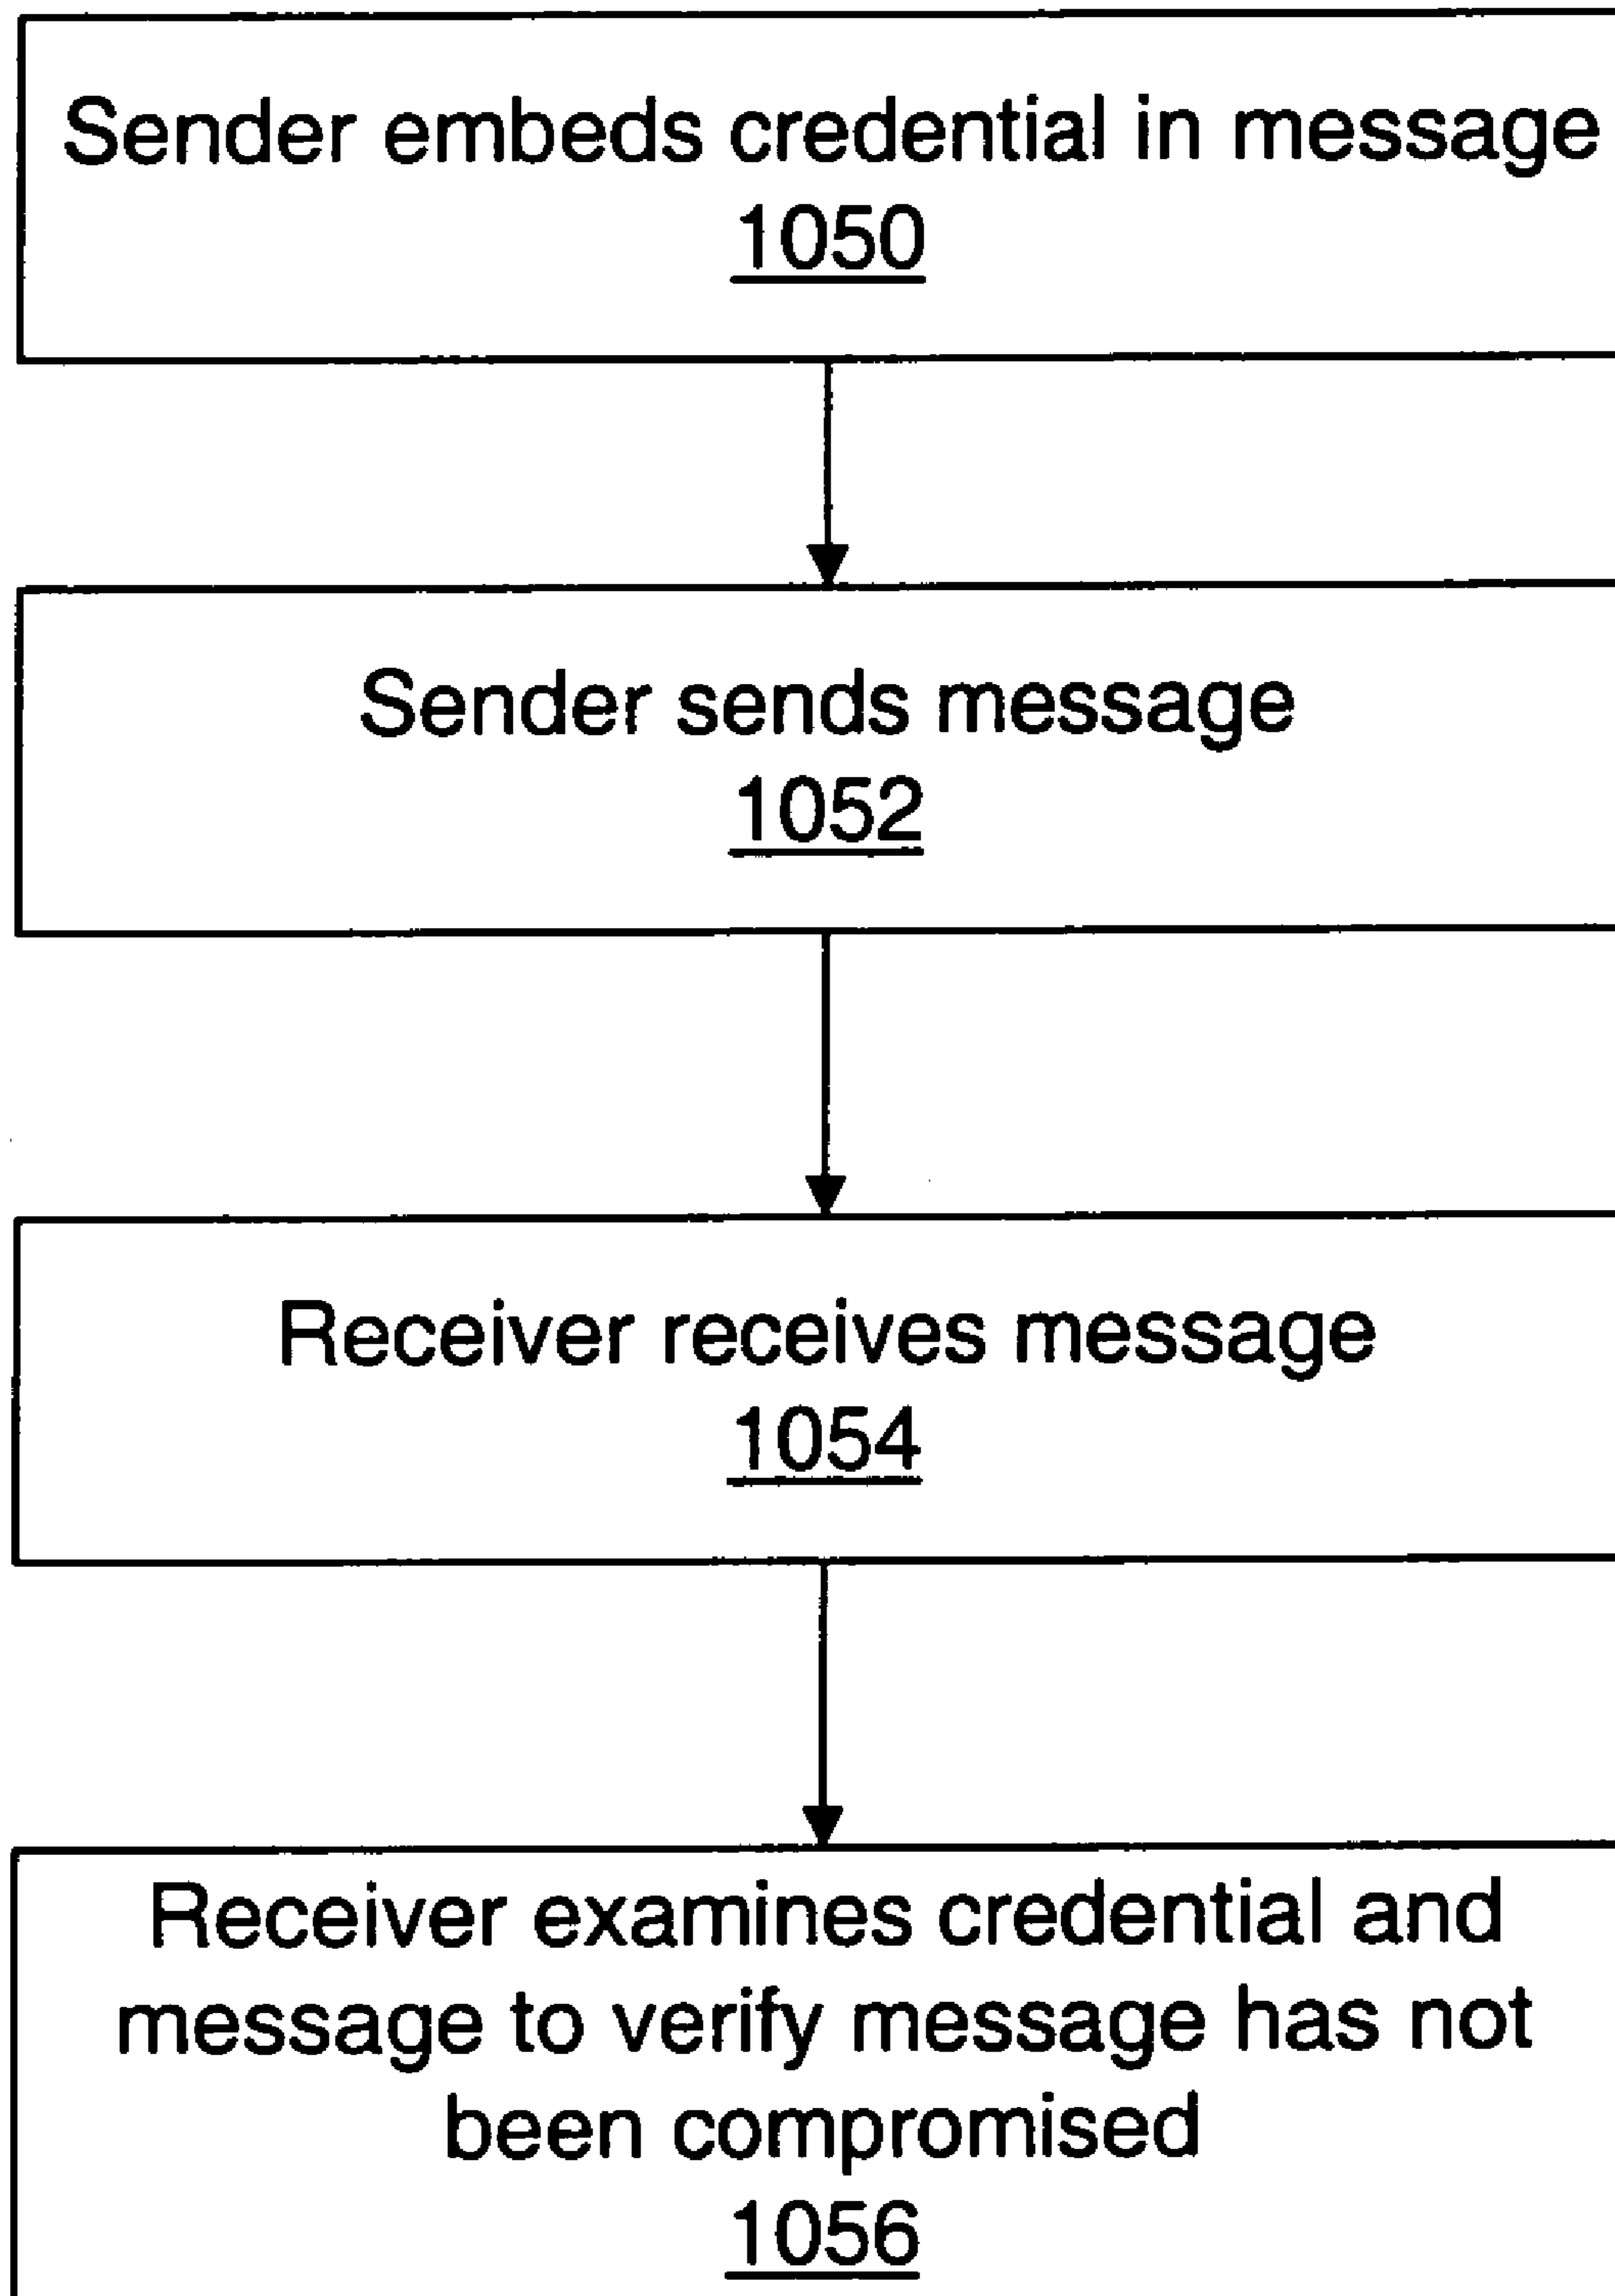 Sender embeds credential in message
1050
Sender sends message
1052
Receiver receives message
1054
Receiver examines credential and
message to verify message has not
been compromised
1056